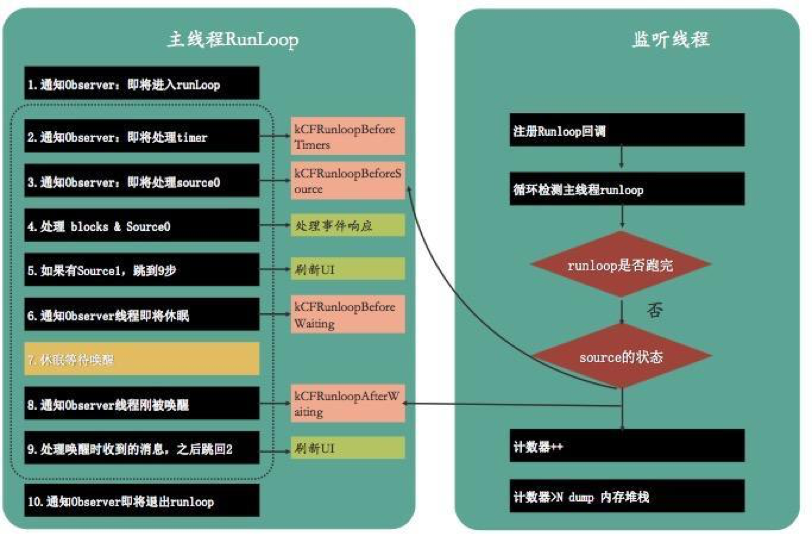 主线程RunLoop
1.通知Observer：即将进入runLoop
2.通知Observer：即将处理timer
kCFRunloopBefore
Timers
3.通知Observer：即将处理source0
kCFRunloopBeforeS
ource
4.处理 blocks & Source0
处理事件响应
5.如果有Source1，跳到9步
刷新UI
6.通知Observer线程即将休眠
kCFRunloopBefore
Waiting
7.休眠等待唤醒
8.通知Observer线程刚被唤醒
kCFRunloopAfterW
aiting
9.处理唤醒时收到的消息，之后跳回2
刷新UI
10.通知Observer即将退出runloop
监听线程
注册Runloop回调
循环检测主线程runloop
runloop是否跑完
否
source的状态
计数器++
计数器>N dump 内存堆栈